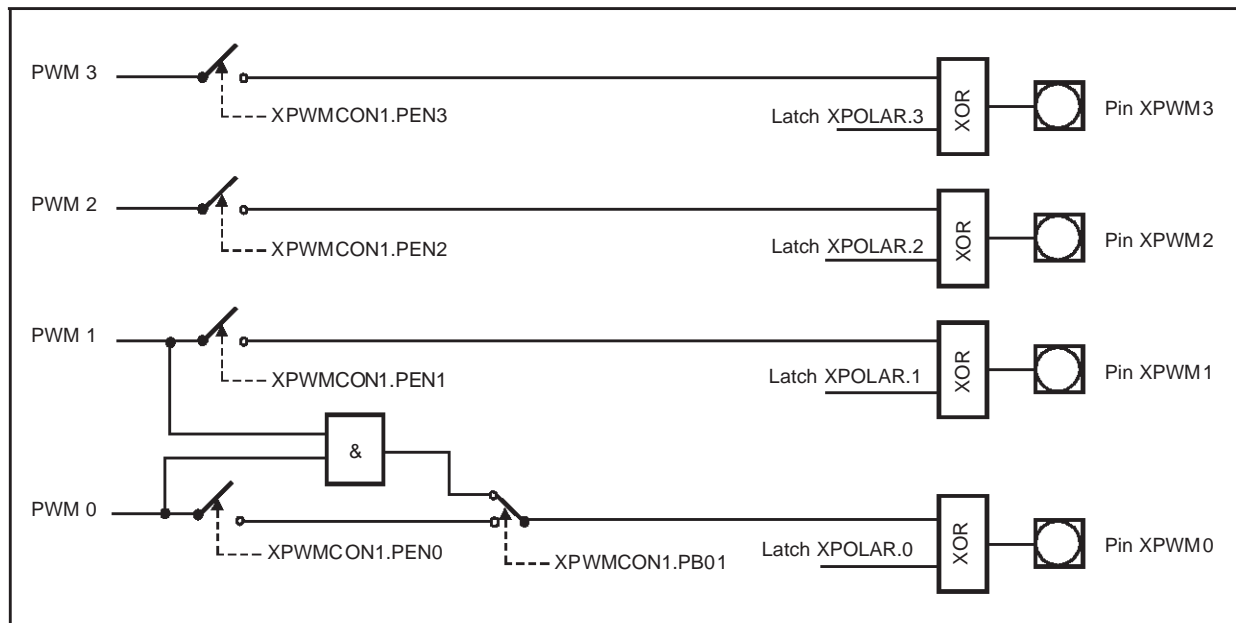 PWM 3
XPWMCON1.PEN3
Latch XPOLAR.3
XOR
Pin XPWM3
PWM 2
XPWMCON1.PEN2
Latch XPOLAR.2
XOR
Pin XPWM2
PWM 1
XPWMCON1.PEN1
Latch XPOLAR.1
XOR
Pin XPWM1
&
PWM 0
XPWMCON1.PEN0
XPWMCON1.PB01
Latch XPOLAR.0
XOR
Pin XPWM0